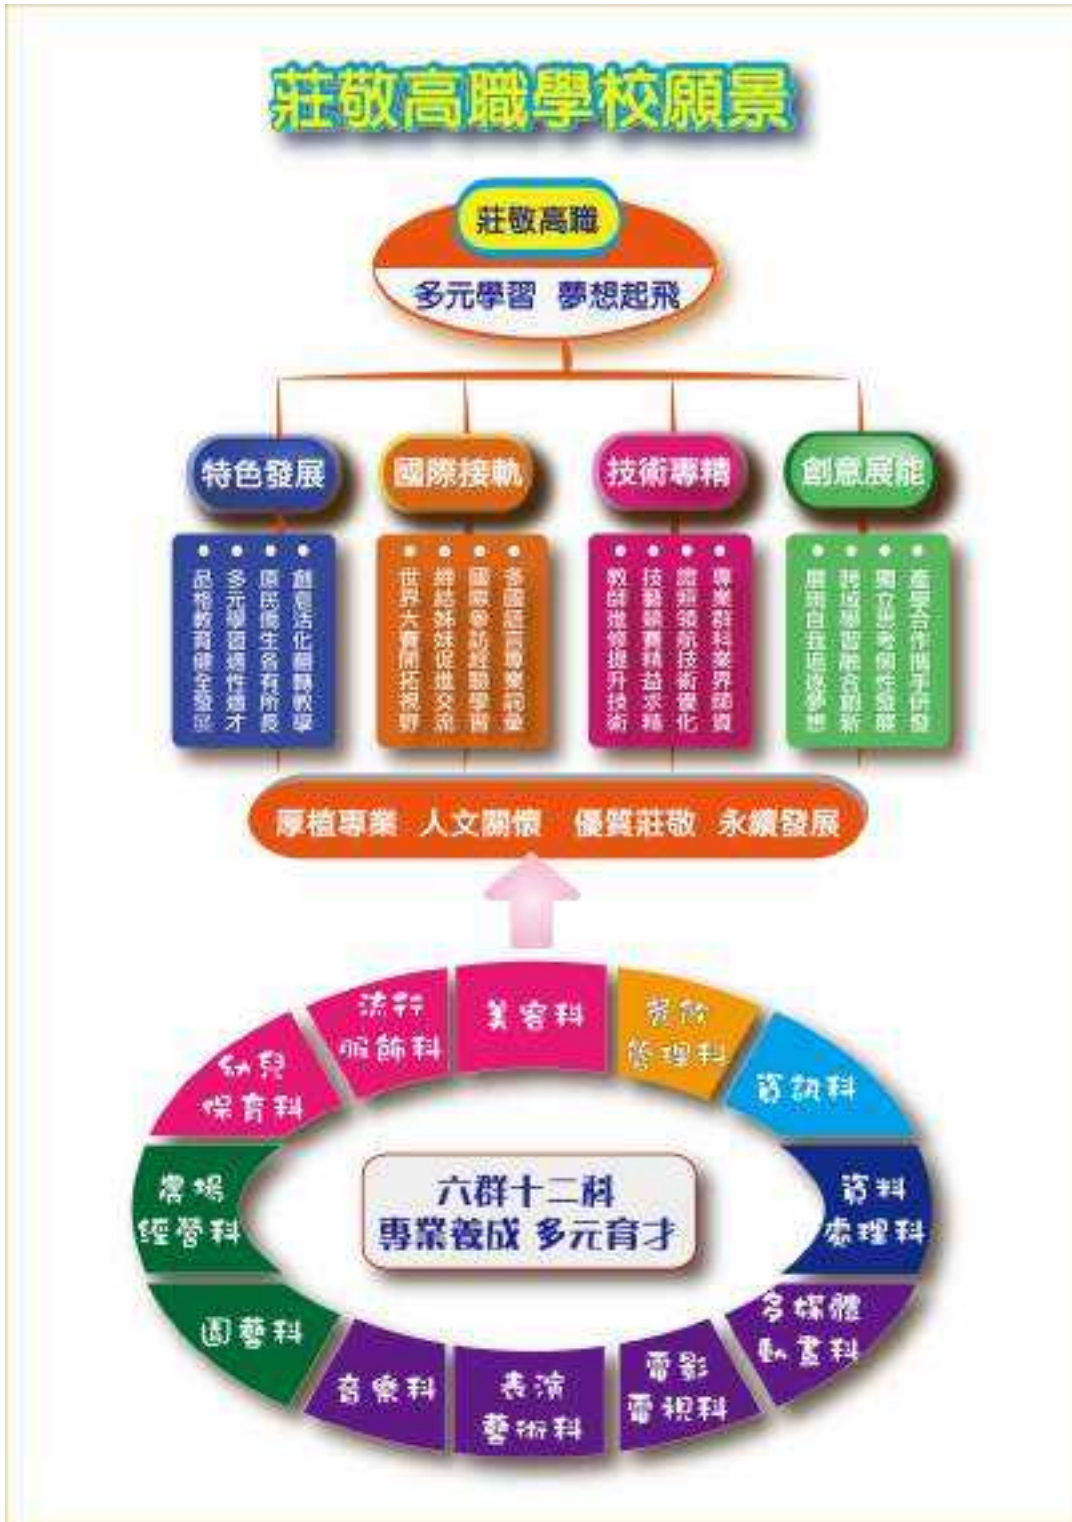 莊敬高職學校願景
莊敬高職
多元學習 夢想起飛
特色發展
創意活化翻轉教學
原民僑生各有所長
多元學習適性適才
品格教育健全發展
國際接軌
多國語言專業詞彙
國際參訪經驗學習
締結姊妹促進交流
世界大賽開拓視野
技術專精
專業群科業界師資
證照領航技術優化
技藝競賽精益求精
教師進修提升技術
創意展能
產學合作攜手研發
獨立思考個性發展
跨域學習融合創新
展現自我追逐夢想
厚植專業 人文關懷 優質莊敬 永續發展
美容科
餐飲
管理科
資訊科
資料
處理科
多媒體
動畫科
電影
電視科
表演
藝術科
音樂科
園藝科
農場
經營科
幼兒
保育科
流行
服飾科
六群十二科
專業養成 多元育才